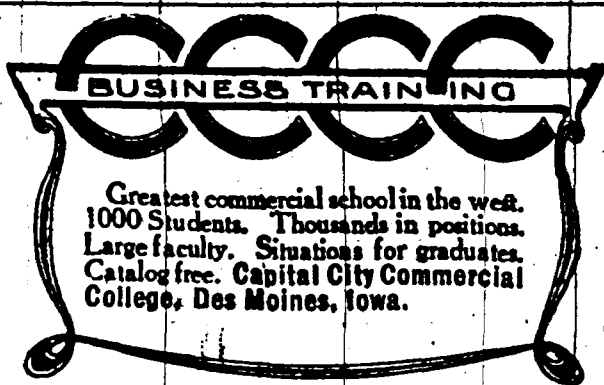 CCCC
BUSINESS TRAINING
Greatest commercial school in the west.
1000 Students. Thousands in positions.
Large faculty. Situations for graduates.
Catalog free. Capital City Commercial
College, Des Moines, Iowa.